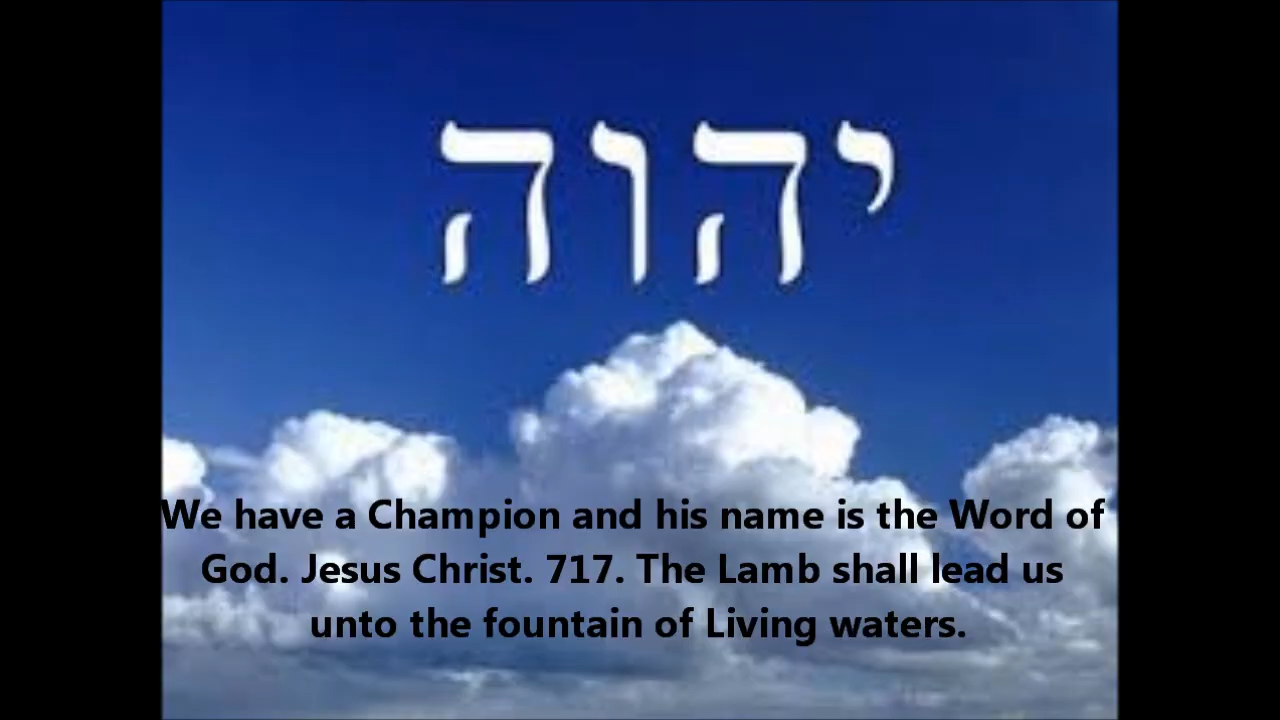 יהוה
We have a Champion and his name is the Word of
God. Jesus Christ. 717. The Lamb shall lead us
unto the fountain of Living waters.